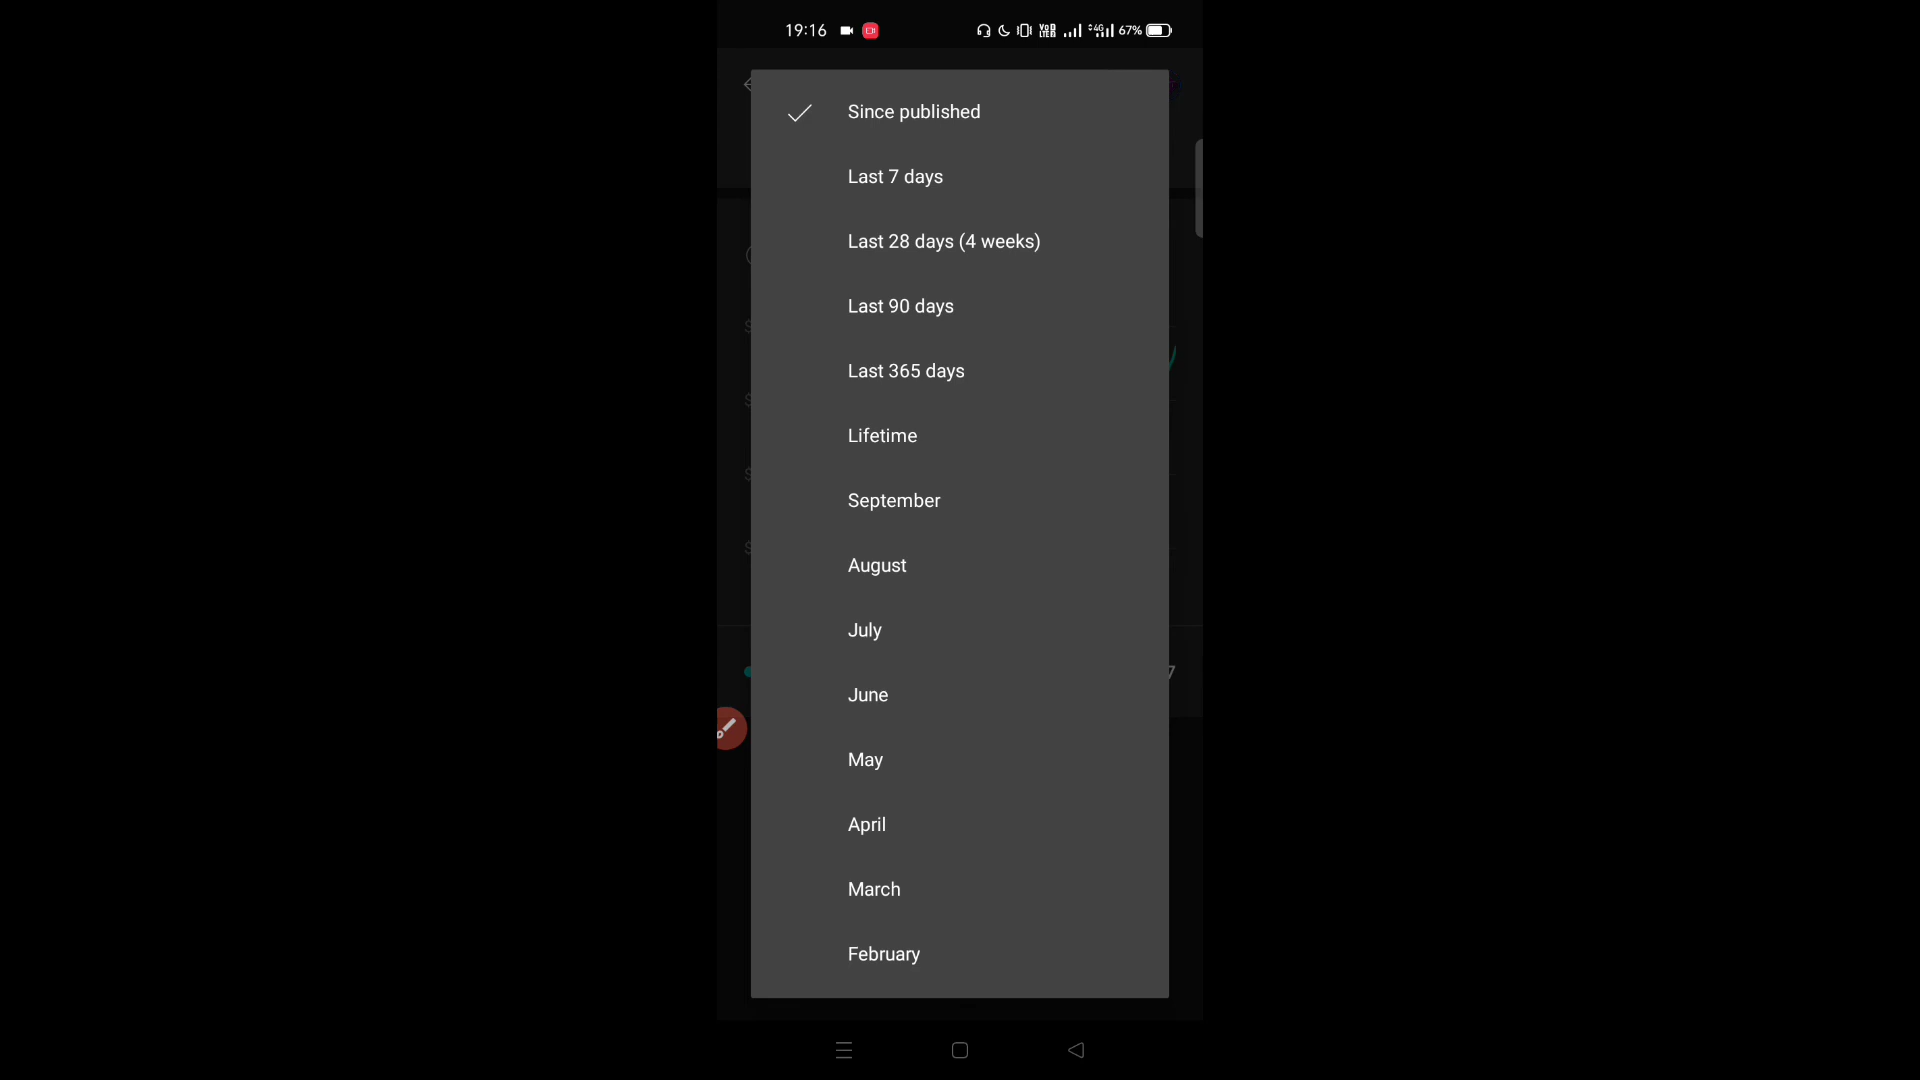 19:16
67%
Since published
Last 7 days
Last 28 days (4 weeks)
Last 90 days
Last 365 days
Lifetime
September
August
July
June
May
April
March
February